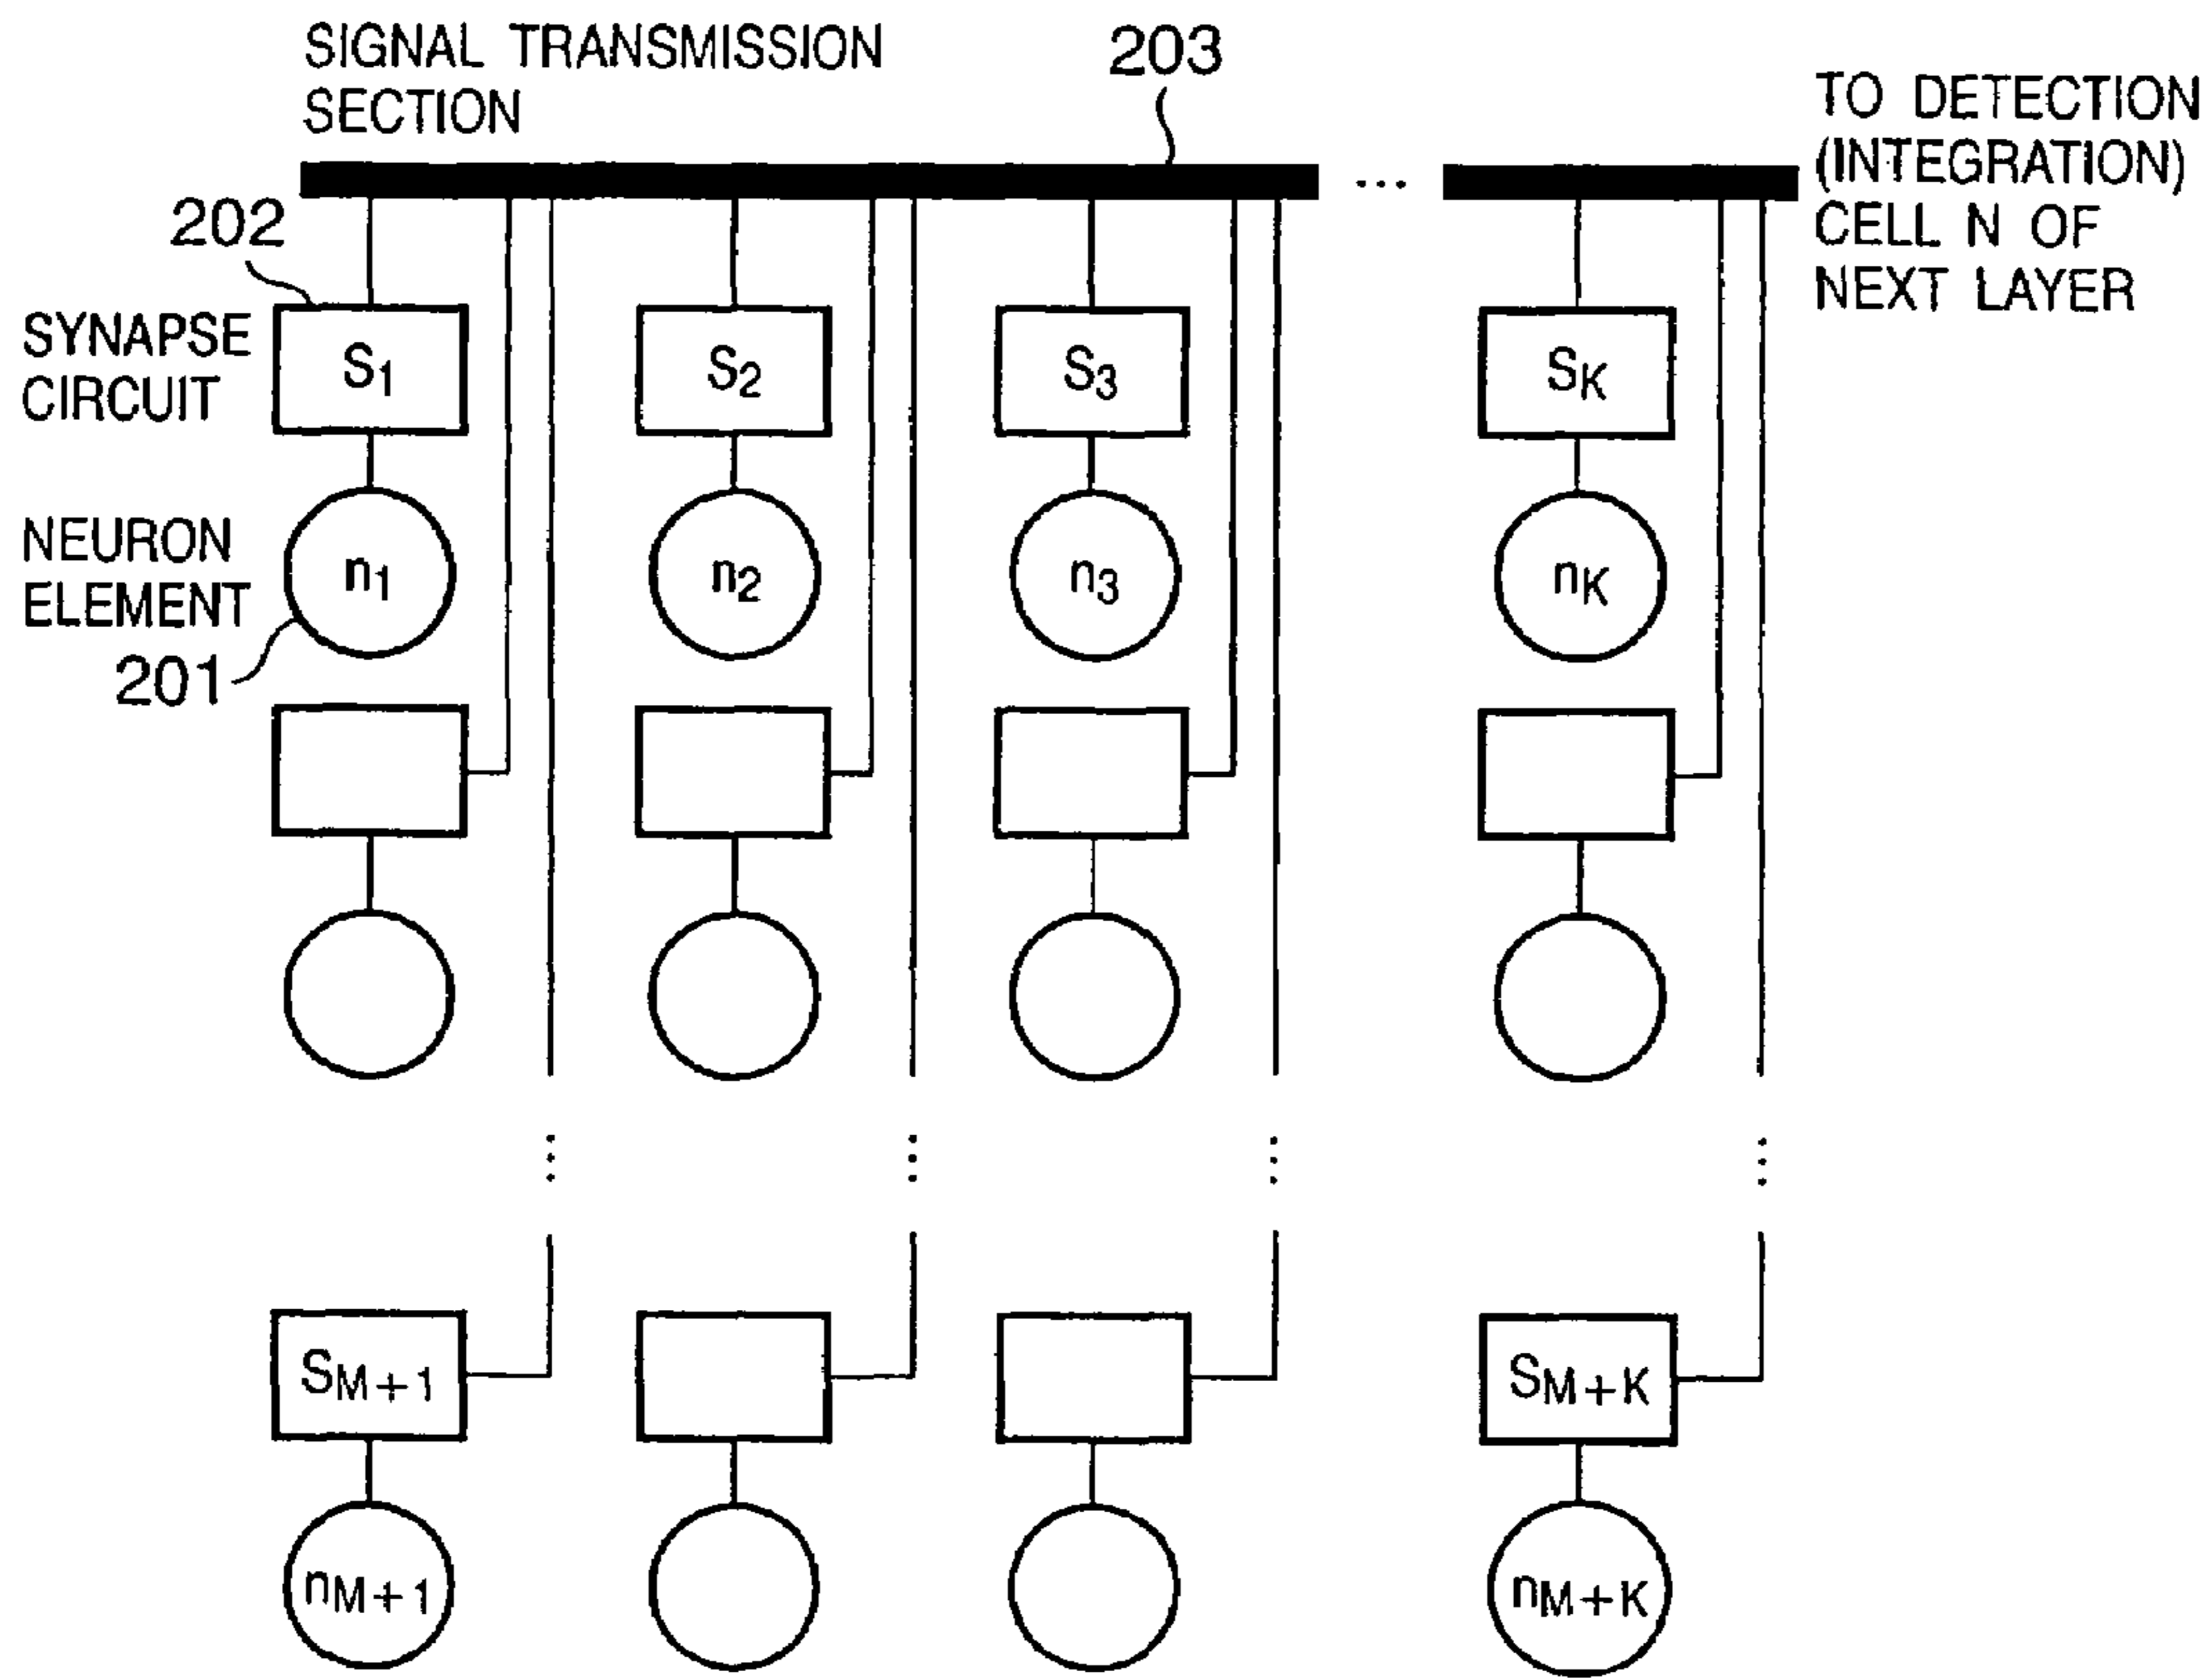 SIGNAL TRANSMISSION
SECTION
203
TO DETECTION
(INTEGRATION)
CELL N OF
NEXT LAYER
...
202
SYNAPSE
CIRCUIT
S1
S2
S3
SK
NEURON
ELEMENT
201
n1
n2
n3
nK
SM+1
SM+K
nM+1
nM+K